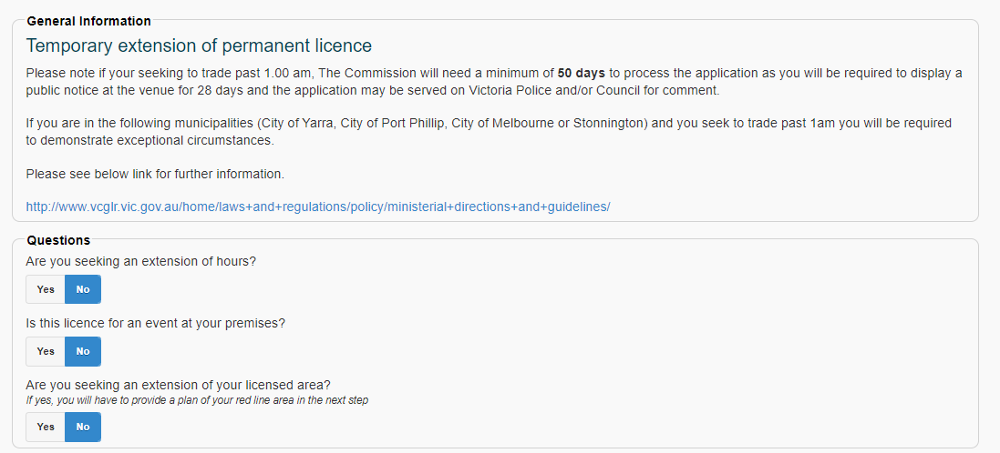 General Information
Temporary extension of permanent licence
Please note if your seeking to trade past 1.00 am, The Commission will need a minimum of 50 days to process the application as you will be required to display a
public notice at the venue for 28 days and the application may be served on Victoria Police and/or Council for comment.
If you are in the following municipalities (City of Yarra, City of Port Phillip, City of Melbourne or Stonnington) and you seek to trade past 1am you will be required
to demonstrate exceptional circumstances.
Please see below link for further information.
http://www.vcglr.vic.gov.au/home/laws+and+regulations/policy/ministerial+directions+and+guidelines/
Questions
Are you seeking an extension of hours?
Yes No
Is this licence for an event at your premises?
Yes No
Are you seeking an extension of your licensed area?
If yes, you will have to provide a plan of your red line area in the next step
Yes No